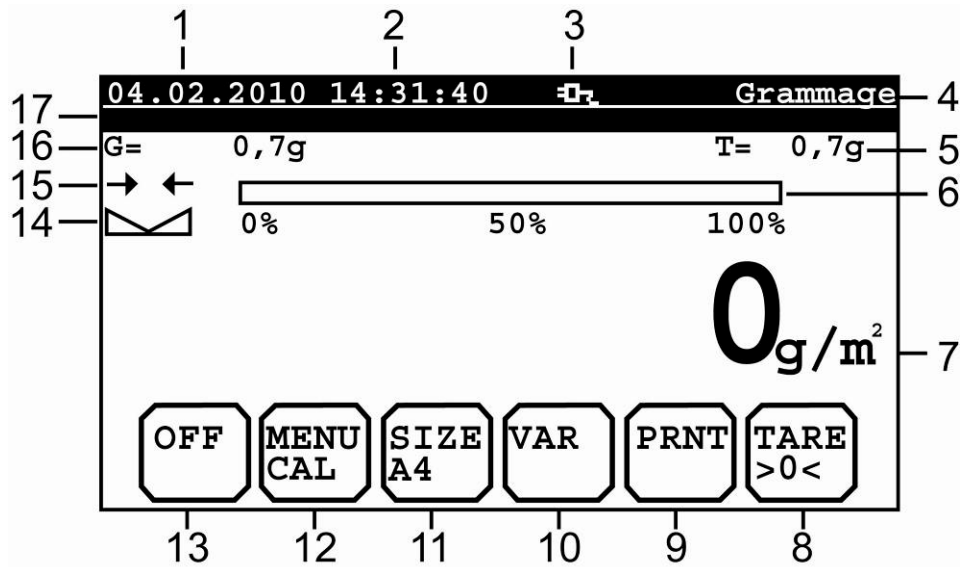 1 2 3
04.02.2010 14:31:40 Grammage 4
17
16 G= 0,7g T= 0,7g 5
15 6
14 0% 50% 100%
0g/m² 7
OFF MENU SIZE VAR PRNT TARE
CAL A4 >0<
13 12 11 10 9 8